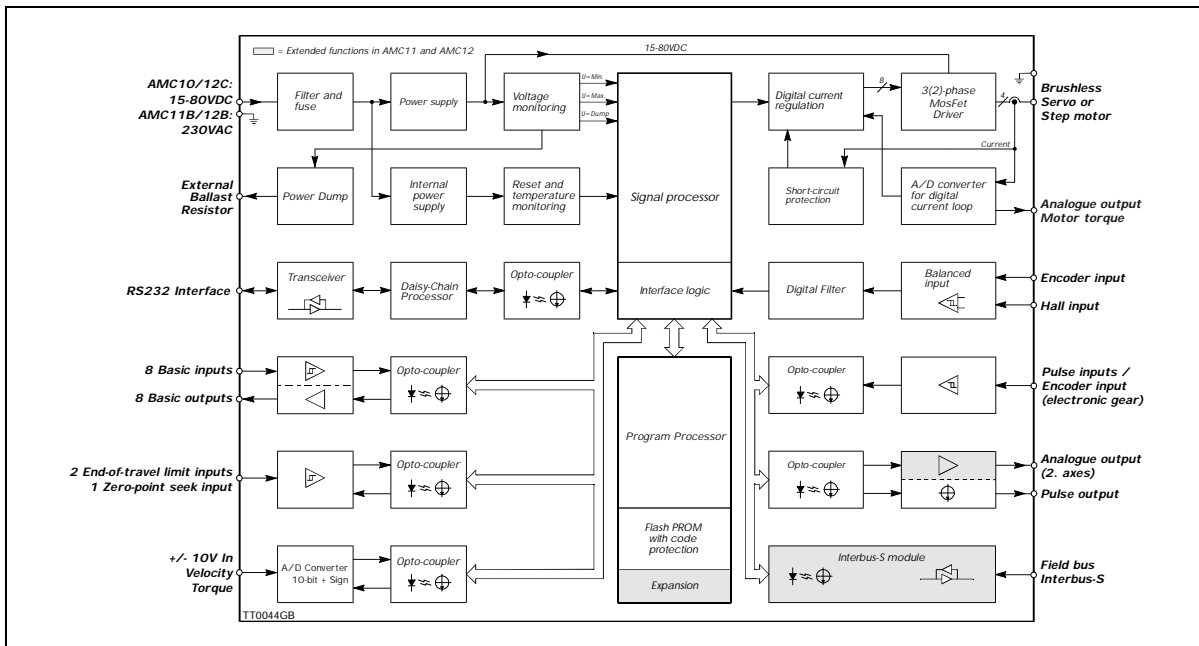 = Extended functions in AMC11 and AMC12
15-80VDC
AMC10/12C:
15-80VDC
AMC11B/12B:
230VAC
Filter and
fuse
Power supply
Voltage
monitoring
U=Min.
U=Max.
U=Dump
Signal processor
Digital current
regulation
8
3(2)-phase
MosFet
Driver
4
Brushless
Servo or
Step motor
Current
External
Ballast
Resistor
Power Dump
Internal
power
supply
Reset and
temperature
monitoring
Short-circuit
protection
A/D converter
for digital
current loop
Analogue output
Motor torque
RS232 Interface
Transceiver
Daisy-Chain
Processor
Opto-coupler
Interface logic
Digital Filter
Balanced
input
Encoder input
Hall input
8 Basic inputs
8 Basic outputs
Opto-coupler
Program Processor
Opto-coupler
Pulse inputs /
Encoder input
(electronic gear)
2 End-of-travel limit inputs
1 Zero-point seek input
Opto-coupler
Opto-coupler
Analogue output
(2. axes)
Pulse output
Flash PROM
with code
protection
Expansion
+/- 10V In
Velocity
Torque
A/D Converter
10-bit + Sign
Opto-coupler
Interbus-S module
Field bus
Interbus-S
TT0044GB